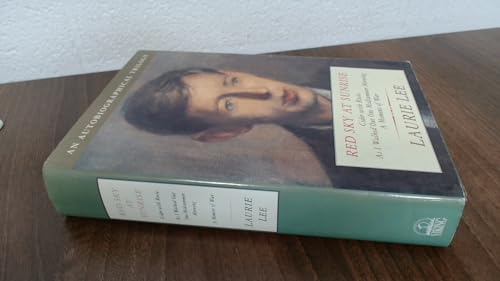 AN AUTOBIOGRAPHICAL TRILOGY
RED SKY AT SUNRISE
Cider with Rosie
As I Walked Out One Midsummer Morning
A Moment of War
LAURIE LEE
RED SKY
AT
SUNRISE
Cider with Rosie
As I Walked Out
One Midsummer
Morning
A Moment of War
LAURIE
LEE
VIKING